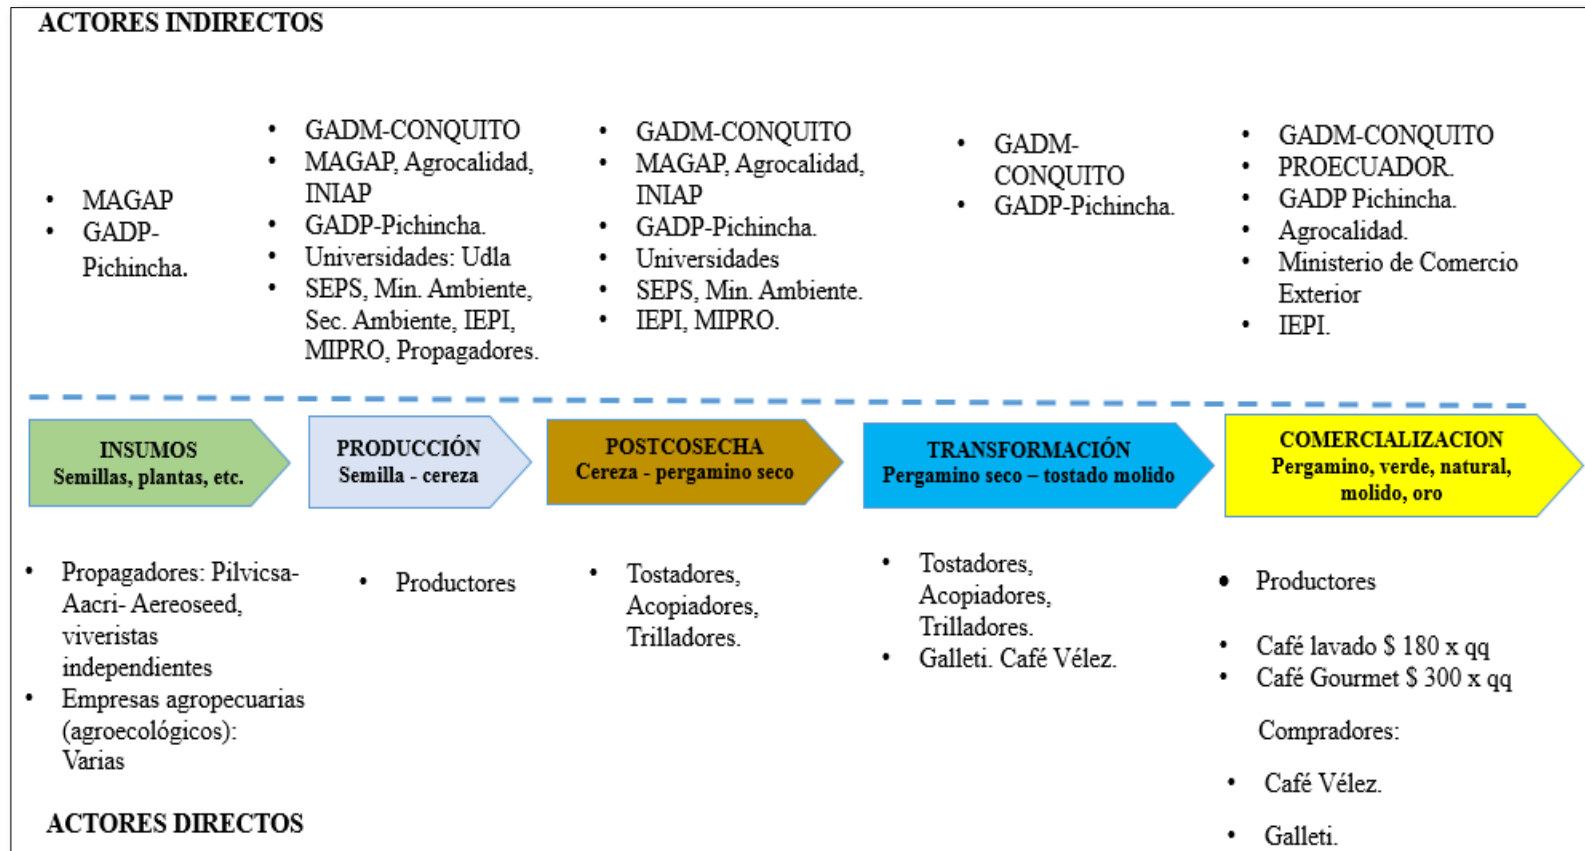 ACTORES INDIRECTOS
• MAGAP
• GADP-
Pichincha.
• GADM-CONQUITO
• MAGAP, Agrocalidad,
INIAP
• GADP-Pichincha.
• Universidades: Udla
• SEPS, Min. Ambiente,
Sec. Ambiente, IEPI,
MIPRO, Propagadores.
• GADM-CONQUITO
• MAGAP, Agrocalidad,
INIAP
• GADP-Pichincha.
• Universidades
• SEPS, Min. Ambiente.
• IEPI, MIPRO.
• GADM-
CONQUITO
• GADP-Pichincha.
• GADM-CONQUITO
• PROECUADOR.
• GADP Pichincha.
• Agrocalidad.
• Ministerio de Comercio
Exterior
• IEPI.
INSUMOS
Semillas, plantas, etc.
PRODUCCIÓN
Semilla - cereza
POSTCOSECHA
Cereza - pergamino seco
TRANSFORMACIÓN
Pergamino seco – tostado molido
COMERCIALIZACION
Pergamino, verde, natural,
molido, oro
• Propagadores: Pilvicsa-
Aacri- Aereoseed,
viveristas
independientes
• Empresas agropecuarias
(agroecológicos):
Varias
• Productores
• Tostadores,
Acopiadores,
Trilladores.
• Tostadores,
Acopiadores,
Trilladores.
• Galleti. Café Vélez.
• Productores
• Café lavado $ 180 x qq
• Café Gourmet $ 300 x qq
Compradores:
• Café Vélez.
• Galleti.
ACTORES DIRECTOS